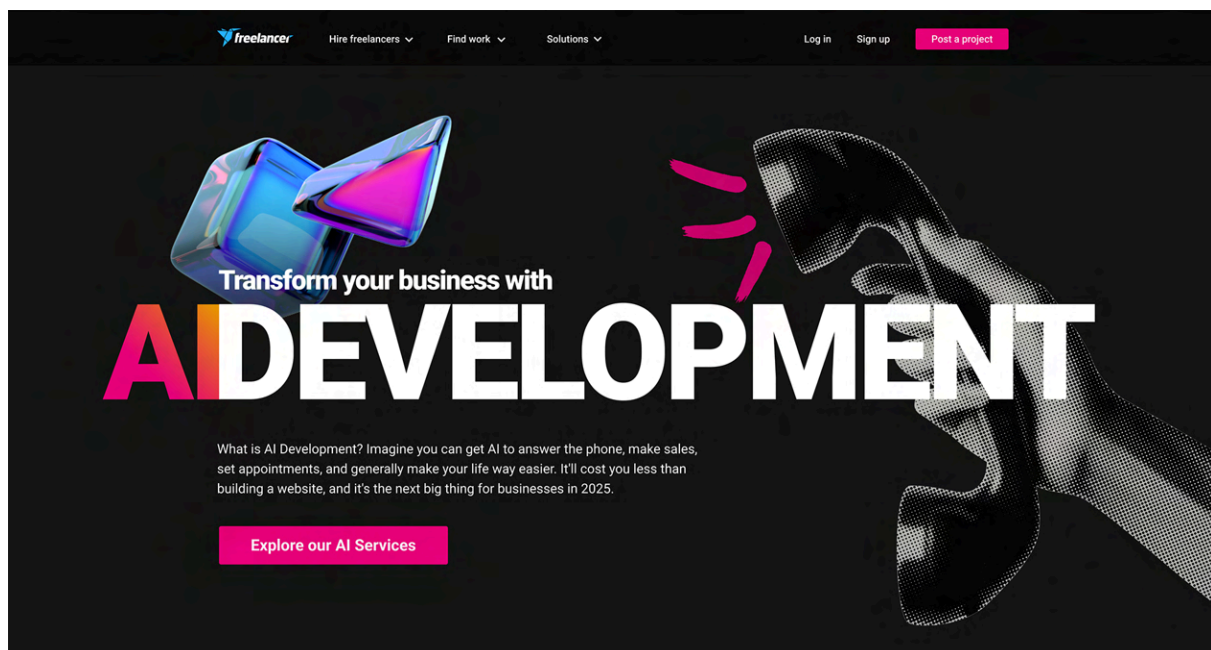 freelancer Hire freelancers Find work Solutions Log in Sign up Post a project
Transform your business with
AIDEVELOPMENT
What is AI Development? Imagine you can get AI to answer the phone, make sales,
set appointments, and generally make your life way easier. It'll cost you less than
building a website, and it's the next big thing for businesses in 2025.
Explore our AI Services